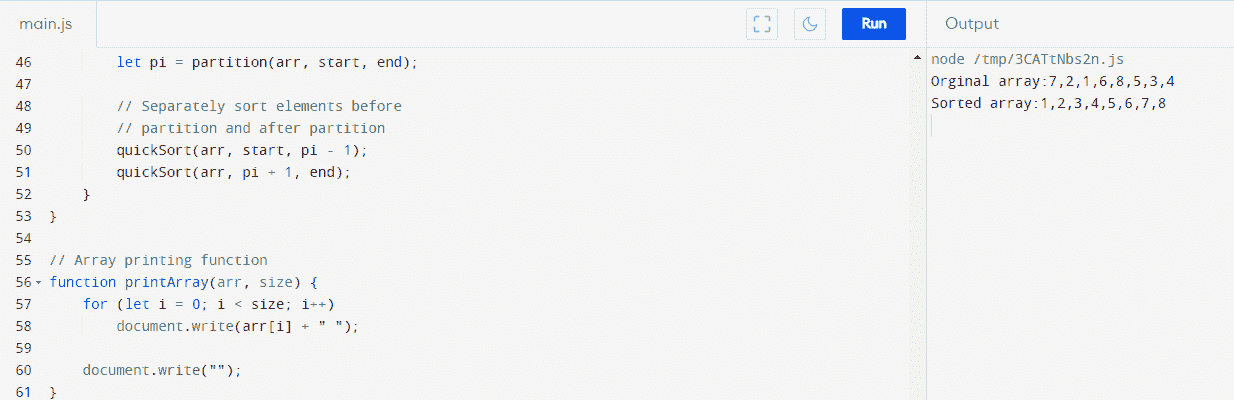 main.js
Run
Output
46 let pi = partition(arr, start, end);
47
48 // Separately sort elements before
49 // partition and after partition
50 quickSort(arr, start, pi - 1);
51 quickSort(arr, pi + 1, end);
52 }
53 }
54
55 // Array printing function
56 function printArray(arr, size) {
57 for (let i = 0; i < size; i++)
58 document.write(arr[i] + " ");
59
60 document.write("");
61 }
node /tmp/3CATtNbs2n.js
Orginal array:7,2,1,6,8,5,3,4
Sorted array:1,2,3,4,5,6,7,8